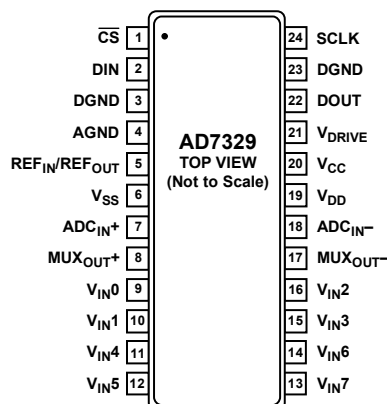 CS 1
DIN 2
DGND 3
AGND 4
REFIN/REFOUT 5
VSS 6
ADCIN+ 7
MUXOUT+ 8
VIN0 9
VIN1 10
VIN4 11
VIN5 12
AD7329
TOP VIEW
(Not to Scale)
24 SCLK
23 DGND
22 DOUT
21 VDRIVE
20 VCC
19 VDD
18 ADCIN–
17 MUXOUT–
16 VIN2
15 VIN3
14 VIN6
13 VIN7